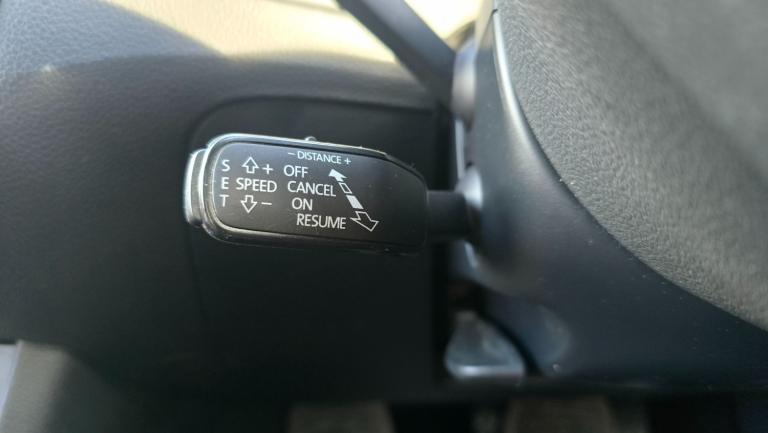 - DISTANCE +
S + OFF
E SPEED CANCEL
T - ON
RESUME